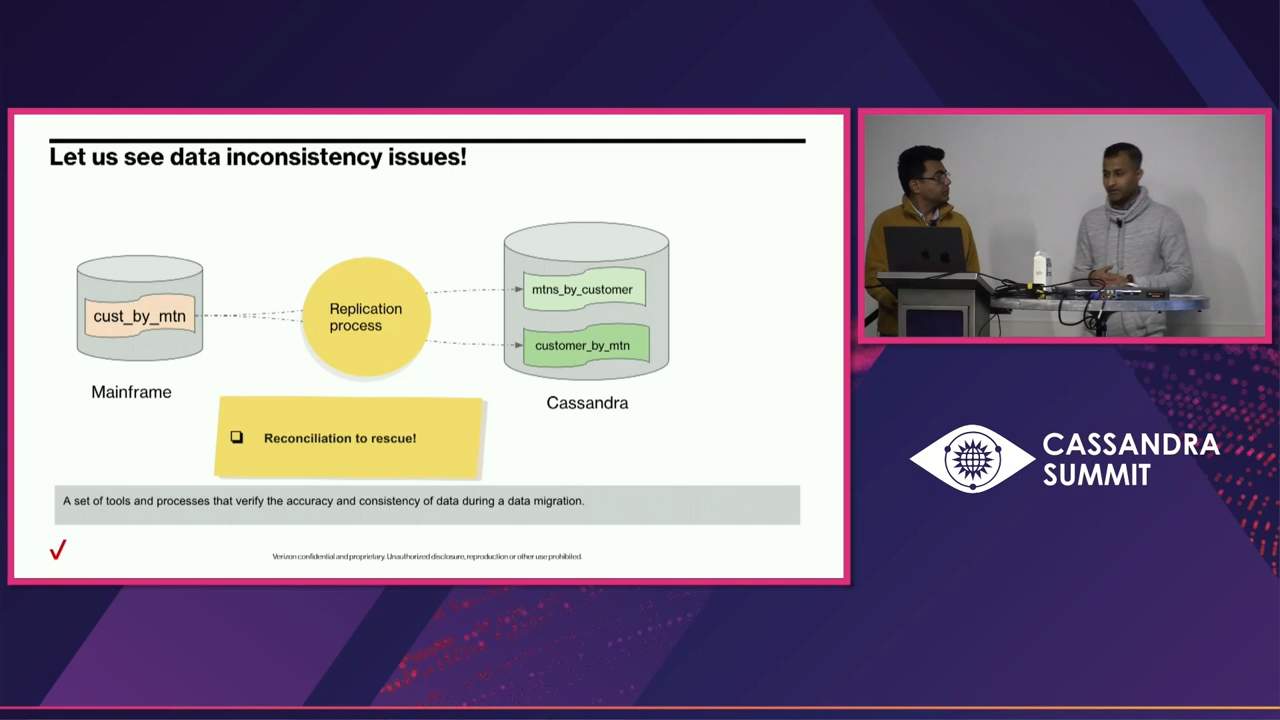 Let us see data inconsistency issues!
cust_by_mtn
Mainframe
Replication
process
mtns_by_customer
customer_by_mtn
Cassandra
Reconciliation to rescue!
A set of tools and processes that verify the accuracy and consistency of data during a data migration.
Verizon confidential and proprietary. Unauthorized disclosure, reproduction or other use prohibited.
CASSANDRA
SUMMIT